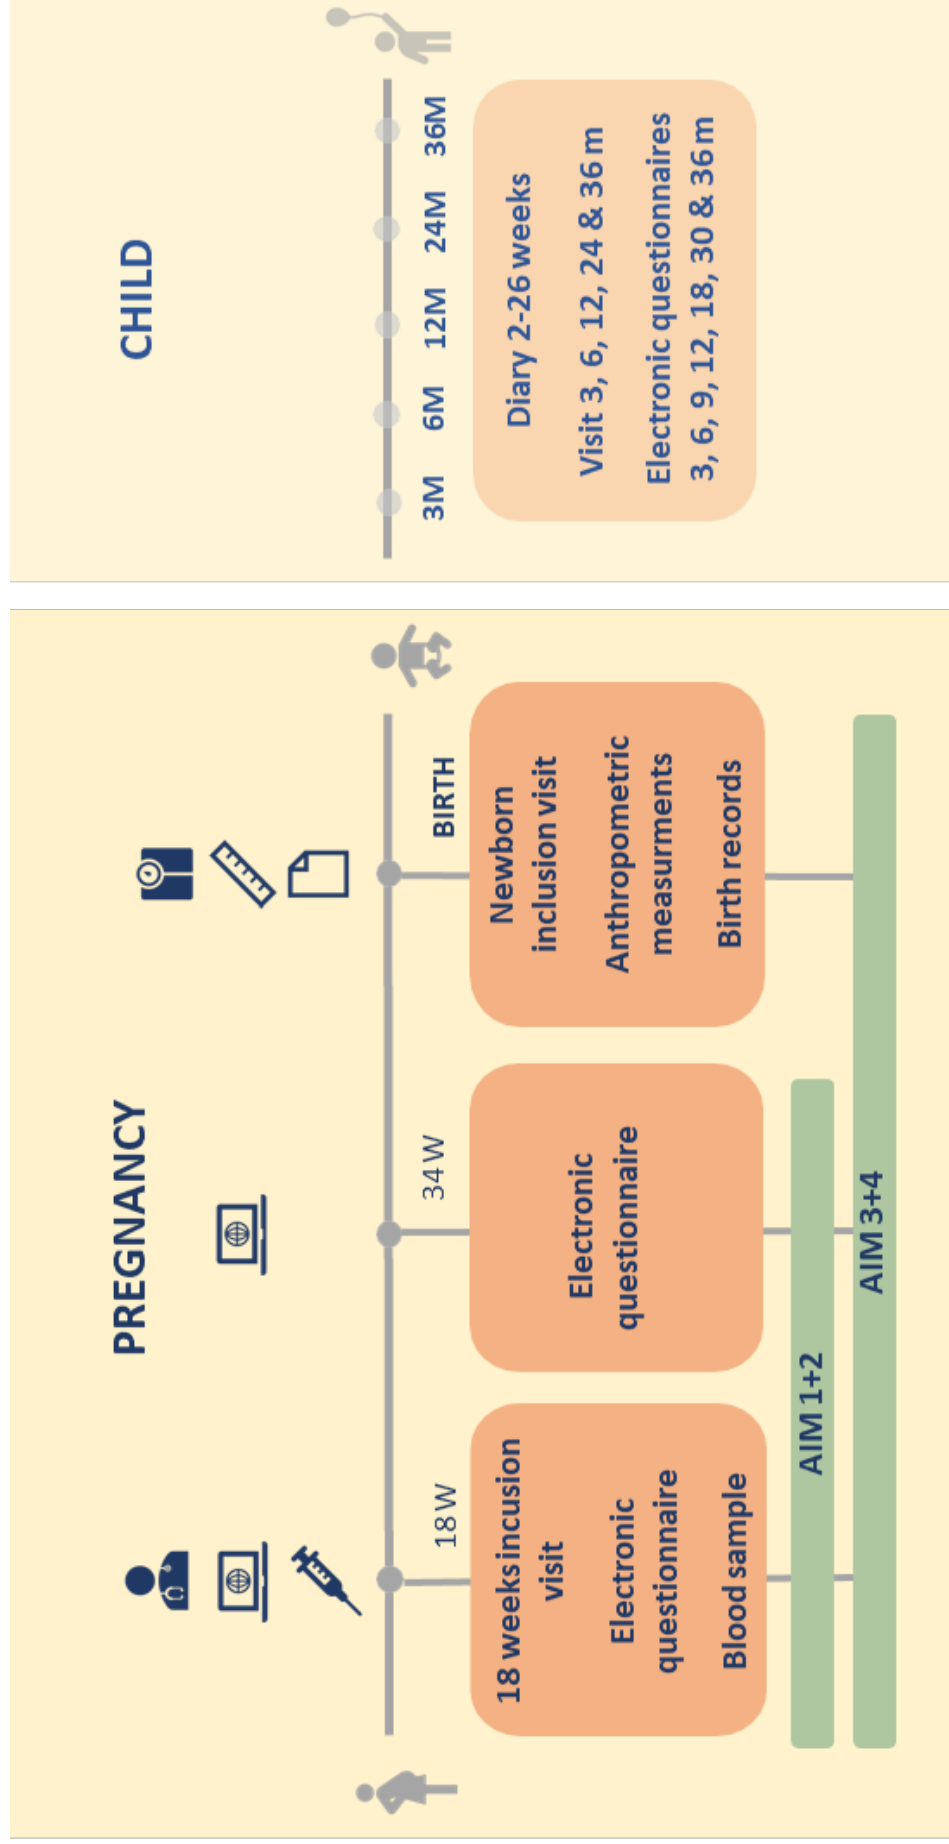 PREGNANCY
18W
34W
BIRTH
18 weeks incusion
visit
Electronic
questionnaire
Blood sample
Electronic
questionnaire
Newborn
inclusion visit
Anthropometric
measurments
Birth records
AIM 1+2
AIM 3+4
CHILD
3M
6M
12M
24M
36M
Diary 2-26 weeks
Visit 3, 6, 12, 24 & 36 m
Electronic questionnaires
3, 6, 9, 12, 18, 30 & 36 m